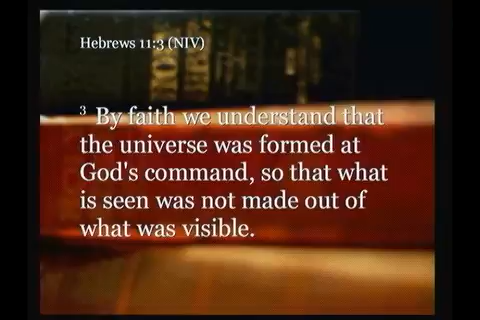 Hebrews 11:3 (NIV)
3 By faith we understand that
the universe was formed at
God's command, so that what
is seen was not made out of
what was visible.